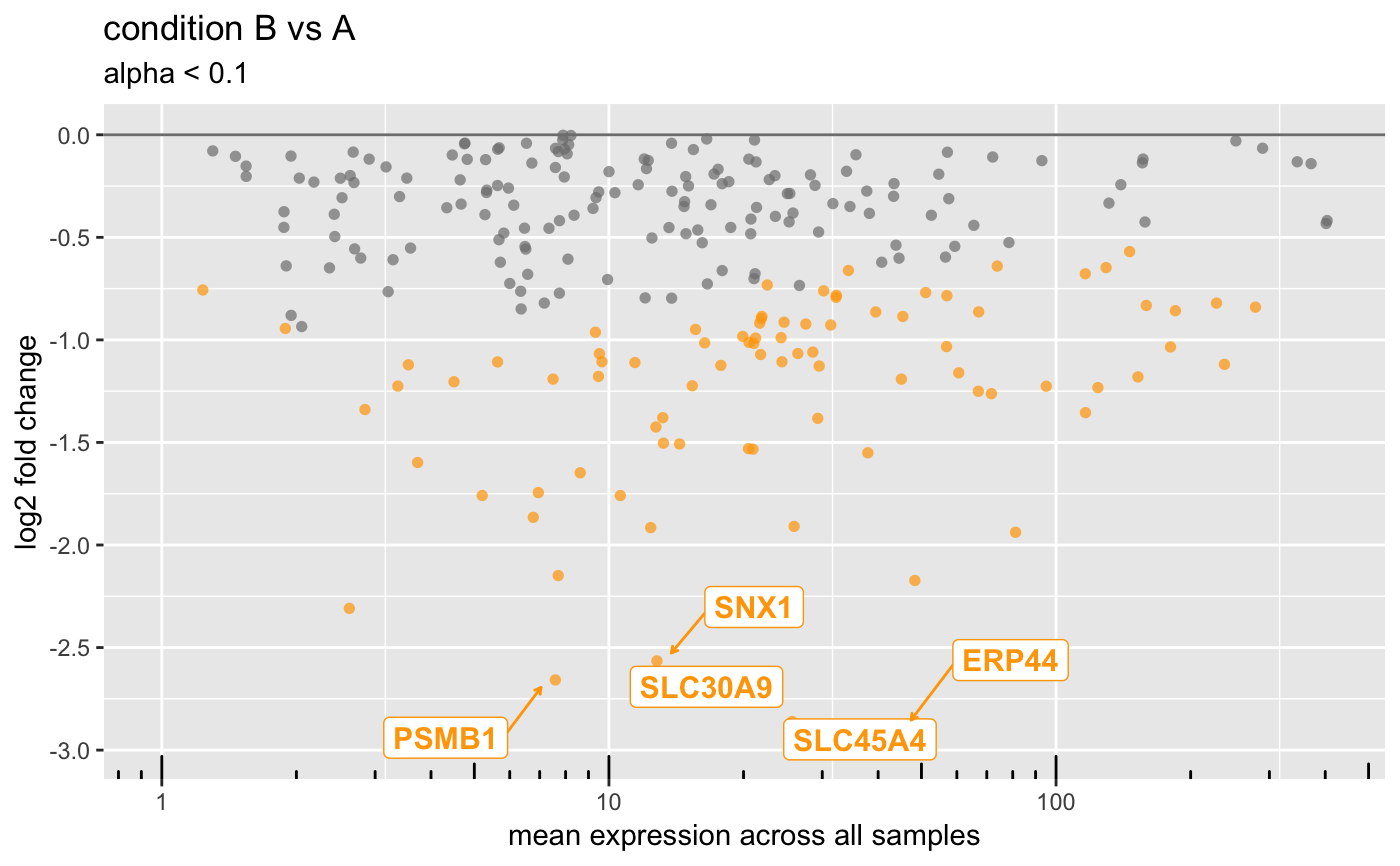 condition B vs A
alpha < 0.1
log2 fold change
0.0
-0.5
-1.0
-1.5
-2.0
-2.5
-3.0
SNX1
ERP44
SLC30A9
PSMB1
SLC45A4
1 10 100
mean expression across all samples